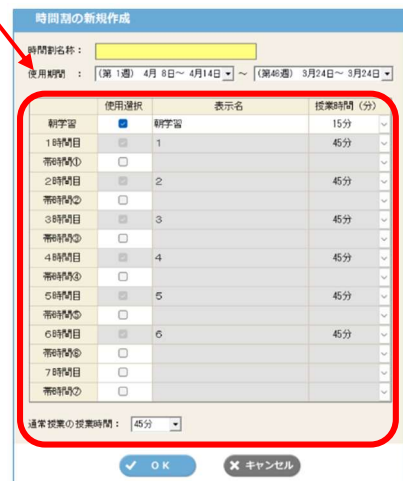 時間割の新規作成
時間割名称：
使用期間 ： (第 1週) 4月 8日～ 4月14日 ～ (第46週) 3月24日～ 3月24日
使用選択 表示名 授業時間（分）
朝学習 朝学習 15分
1時間目 1 45分
帯時間①
2時間目 2 45分
帯時間②
3時間目 3 45分
帯時間③
4時間目 4 45分
帯時間④
5時間目 5 45分
帯時間⑤
6時間目 6 45分
帯時間⑥
7時間目
帯時間⑦
通常授業の授業時間： 45分
OK キャンセル